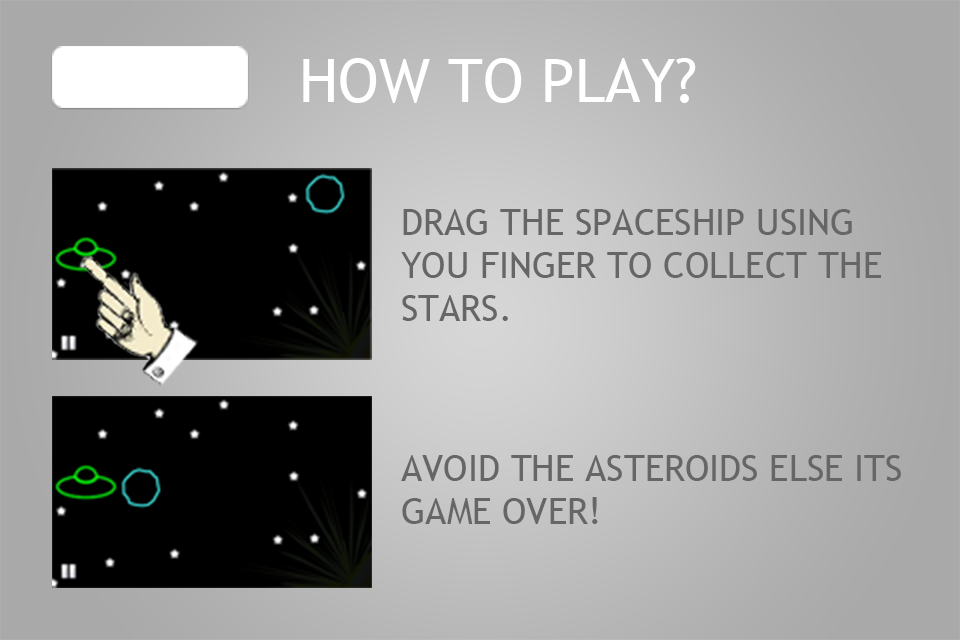 HOW TO PLAY?
DRAG THE SPACESHIP USING
YOU FINGER TO COLLECT THE
STARS.
AVOID THE ASTEROIDS ELSE ITS
GAME OVER!